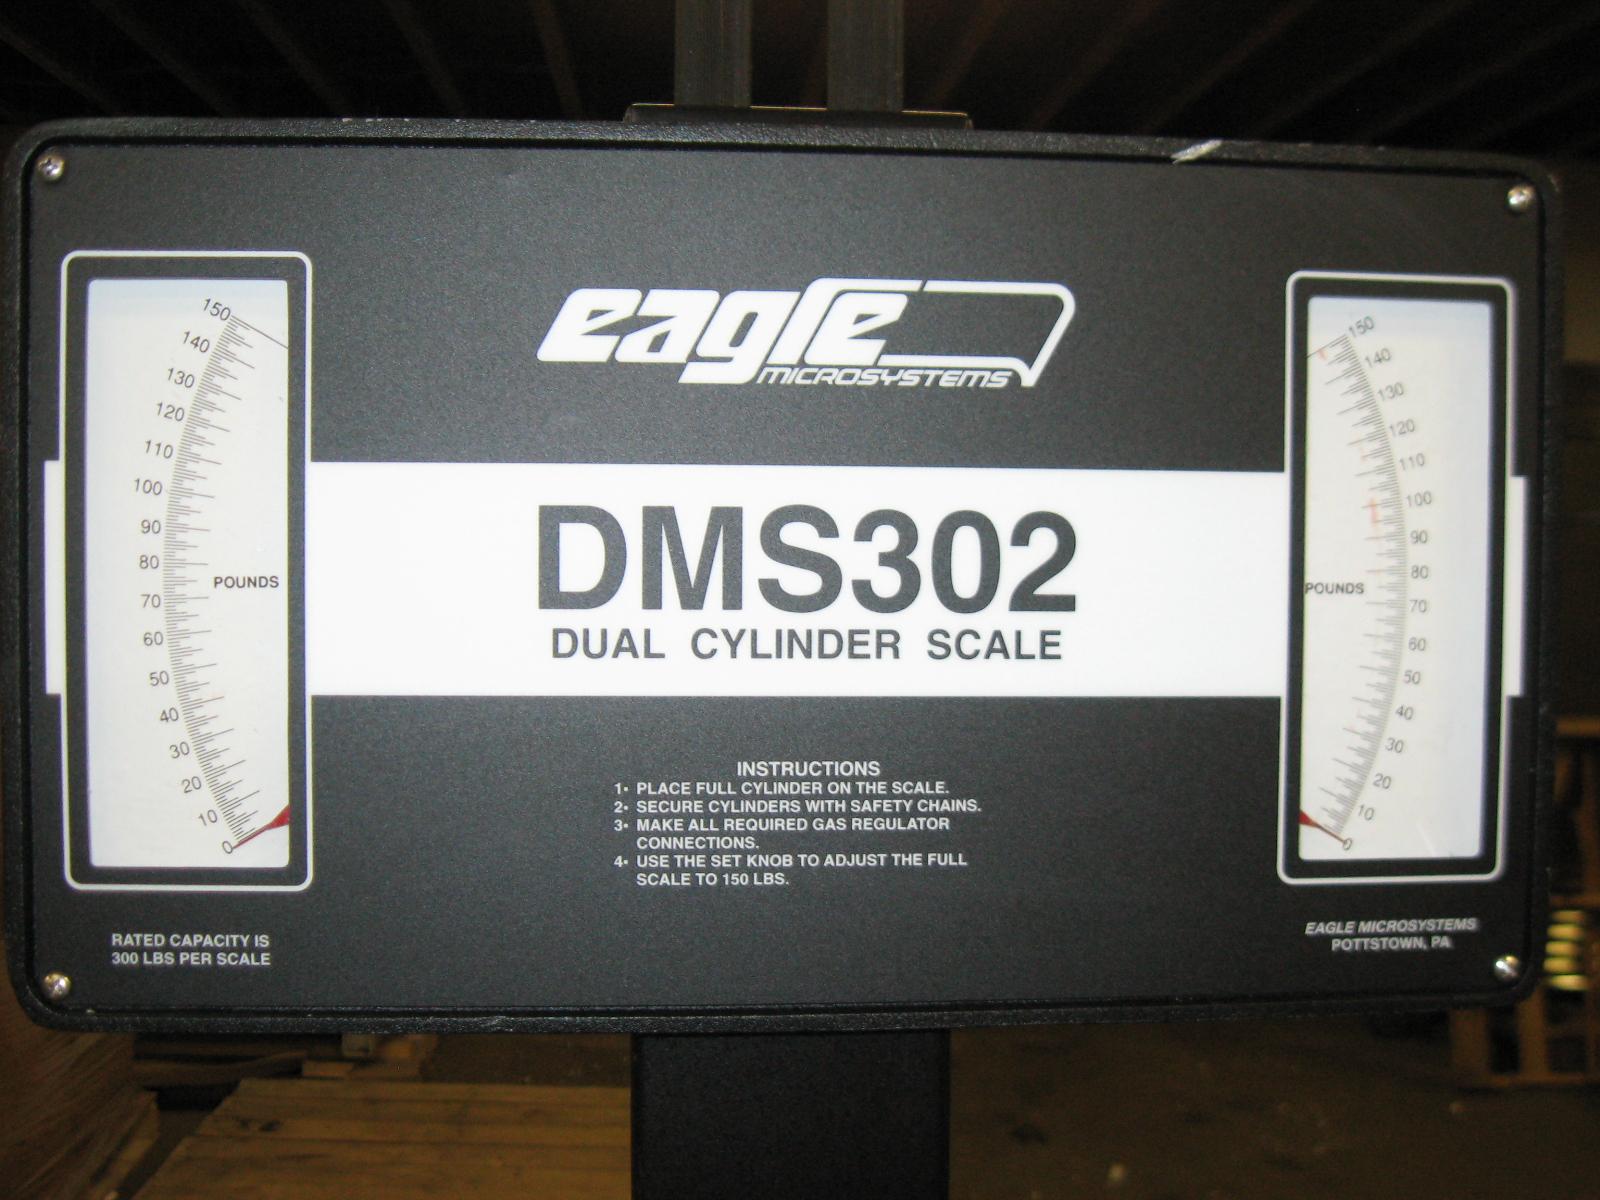 eagle
MICROSYSTEMS
150
140
130
120
110
100
90
80
70
60
50
40
30
20
10
0
POUNDS
DMS302
DUAL CYLINDER SCALE
150
140
130
120
110
100
90
80
70
60
50
40
30
20
10
0
POUNDS
INSTRUCTIONS
1• PLACE FULL CYLINDER ON THE SCALE.
2• SECURE CYLINDERS WITH SAFETY CHAINS.
3• MAKE ALL REQUIRED GAS REGULATOR
CONNECTIONS.
4• USE THE SET KNOB TO ADJUST THE FULL
SCALE TO 150 LBS.
RATED CAPACITY IS
300 LBS PER SCALE
EAGLE MICROSYSTEMS
POTTSTOWN, PA